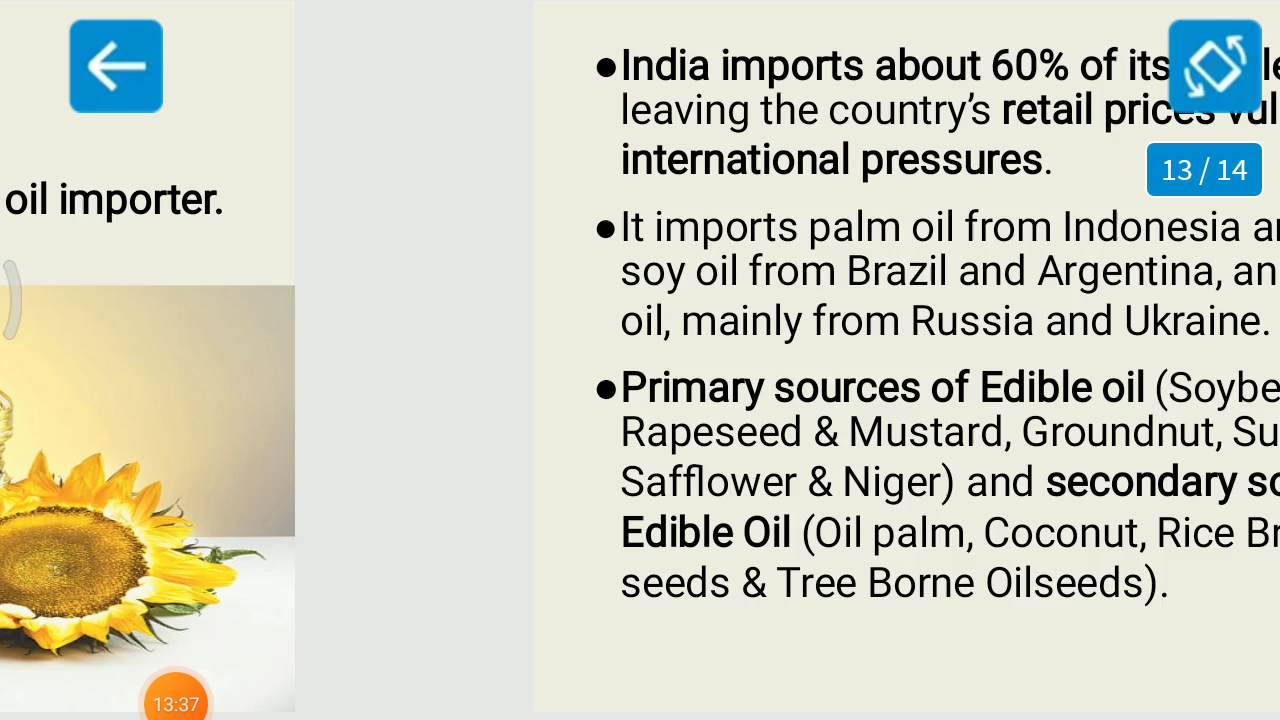 oil importer.
●India imports about 60% of its
leaving the country's retail prices
international pressures.
13 / 14
●It imports palm oil from Indonesia
soy oil from Brazil and Argentina,
oil, mainly from Russia and Ukraine.
●Primary sources of Edible oil
Rapeseed & Mustard, Groundnut,
Safflower & Niger) and secondary
Edible Oil (Oil palm, Coconut, Rice
seeds & Tree Borne Oilseeds).
13:37